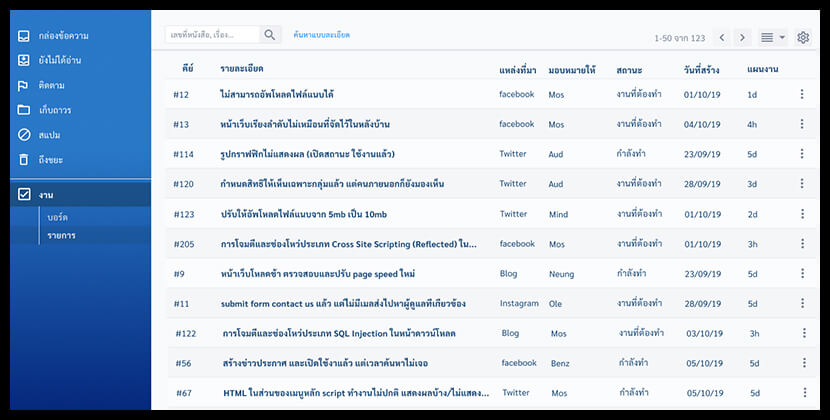 กล่องข้อความ
ยังไม่ได้อ่าน
ติดตาม
เก็บถาวร
สแปม
ถังขยะ
งาน
บอร์ด
รายการ
เลขที่หนังสือ, เรื่อง... ค้นหาแบบละเอียด 1-50 จาก 123
คีย์ รายละเอียด แหล่งที่มา มอบหมายให้ สถานะ วันที่สร้าง แผนงาน
#12 ไม่สามารถอัพโหลดไฟล์แนบได้ facebook Mos งานที่ต้องทำ 01/10/19 1d
#13 หน้าเว็บเรียงลำดับไม่เหมือนที่จัดไว้ในหลังบ้าน facebook Mos งานที่ต้องทำ 04/10/19 4h
#114 รูปกราฟฟิกไม่แสดงผล (เปิดสถานะ ใช้งานแล้ว) Twitter Aud กำลังทำ 23/09/19 5d
#120 กำหนดสิทธิ์ให้เห็นเฉพาะกลุ่มแล้ว แต่คนภายนอกก็ยังมองเห็น Twitter Aud งานที่ต้องทำ 28/09/19 3d
#123 ปรับให้อัพโหลดไฟล์แนบจาก 5mb เป็น 10mb Twitter Mind งานที่ต้องทำ 01/10/19 2d
#205 การโจมตีและช่องโหว่ประเภท Cross Site Scripting (Reflected) ใน... facebook Mos งานที่ต้องทำ 01/10/19 3h
#9 หน้าเว็บโหลดช้า ตรวจสอบและปรับ page speed ใหม่ Blog Neung กำลังทำ 23/09/19 5d
#11 submit form contact us แล้ว แต่ไม่มีเมลส่งไปหาผู้ดูแลที่เกี่ยวข้อง Instagram Ole งานที่ต้องทำ 28/09/19 5d
#122 การโจมตีและช่องโหว่ประเภท SQL Injection ในหน้าดาวน์โหลด Blog Mos งานที่ต้องทำ 03/10/19 3h
#56 สร้างข่าวประกาศ และเปิดใช้งาแล้ว แต่เวลาค้นหาไม่เจอ facebook Benz กำลังทำ 05/10/19 5d
#67 HTML ในส่วนของเมนูหลัก script ทำงานไม่ปกติ แสดงผลบ้าง/ไม่แสดง... Twitter Mos กำลังทำ 05/10/19 5d